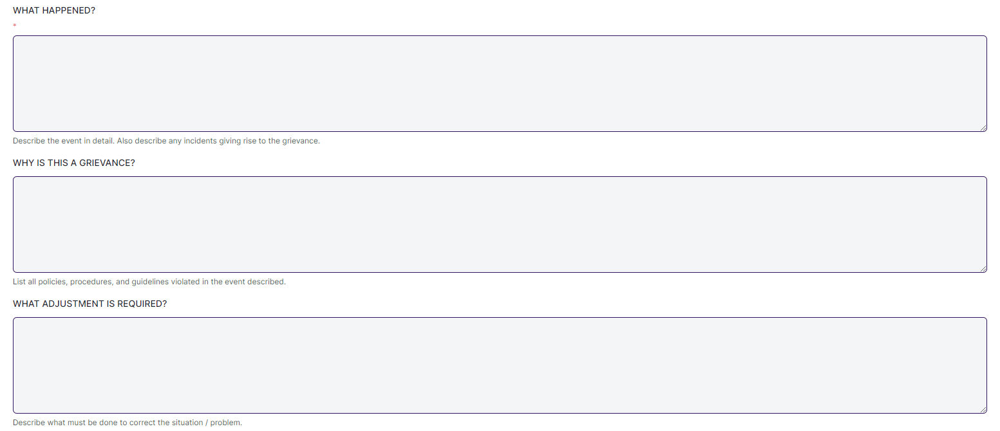 WHAT HAPPENED?
*
Describe the event in detail. Also describe any incidents giving rise to the grievance.
WHY IS THIS A GRIEVANCE?
List all policies, procedures, and guidelines violated in the event described.
WHAT ADJUSTMENT IS REQUIRED?
Describe what must be done to correct the situation / problem.